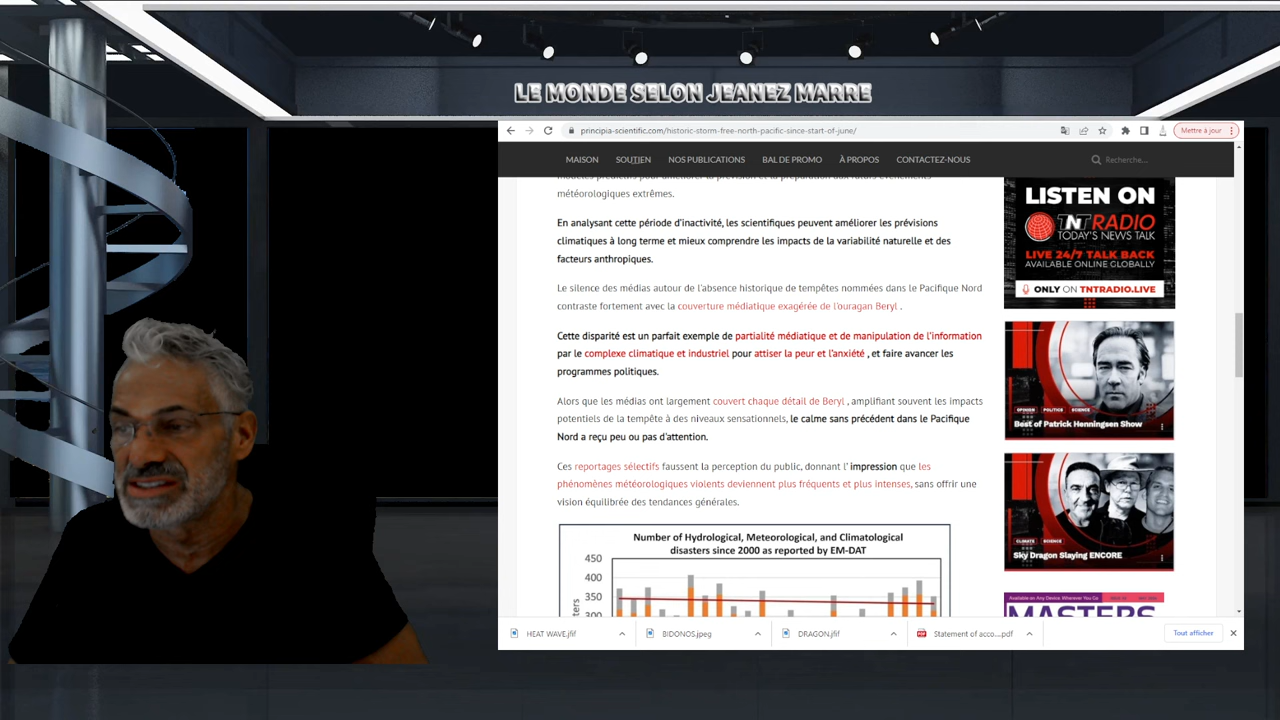 LE MONDE SELON JEANEZ MARRE
principia-scientific.com/historic-storm-free-north-pacific-since-start-of-june/
Mettre à jour
MAISON SOUTIEN NOS PUBLICATIONS BAL DE PROMO À PROPOS CONTACTEZ-NOUS Recherche...
météorologiques extrêmes.
En analysant cette période d'inactivité, les scientifiques peuvent améliorer les prévisions
climatiques à long terme et mieux comprendre les impacts de la variabilité naturelle et des
facteurs anthropiques.
Le silence des médias autour de l'absence historique de tempêtes nommées dans le Pacifique Nord
contraste fortement avec la couverture médiatique exagérée de l'ouragan Beryl .
Cette disparité est un parfait exemple de partialité médiatique et de manipulation de l'information
par le complexe climatique et industriel pour attiser la peur et l'anxiété , et faire avancer les
programmes politiques.
Alors que les médias ont largement couvert chaque détail de Beryl , amplifiant souvent les impacts
potentiels de la tempête à des niveaux sensationnels, le calme sans précédent dans le Pacifique
Nord a reçu peu ou pas d'attention.
Ces reportages sélectifs faussent la perception du public, donnant l' impression que les
phénomènes météorologiques violents deviennent plus fréquents et plus intenses, sans offrir une
vision équilibrée des tendances générales.
Number of Hydrological, Meteorological, and Climatological
disasters since 2000 as reported by EM-DAT
450
400
350
300
LISTEN ON
TNTRADIO
TODAY'S NEWS TALK
LIVE 24/7 TALK BACK
AVAILABLE ONLINE GLOBALLY
ONLY ON TNTRADIO.LIVE
OPINION POLITICS SCIENCE
Best of Patrick Henningsen Show
CLIMATE SCIENCE
Sky Dragon Slaying ENCORE
Available on Any Device, Wherever You Go
MASTERS
HEAT WAVE.jfif
BIDONOS.jpeg
DRAGON.jfif
Statement of acco....pdf
Tout afficher